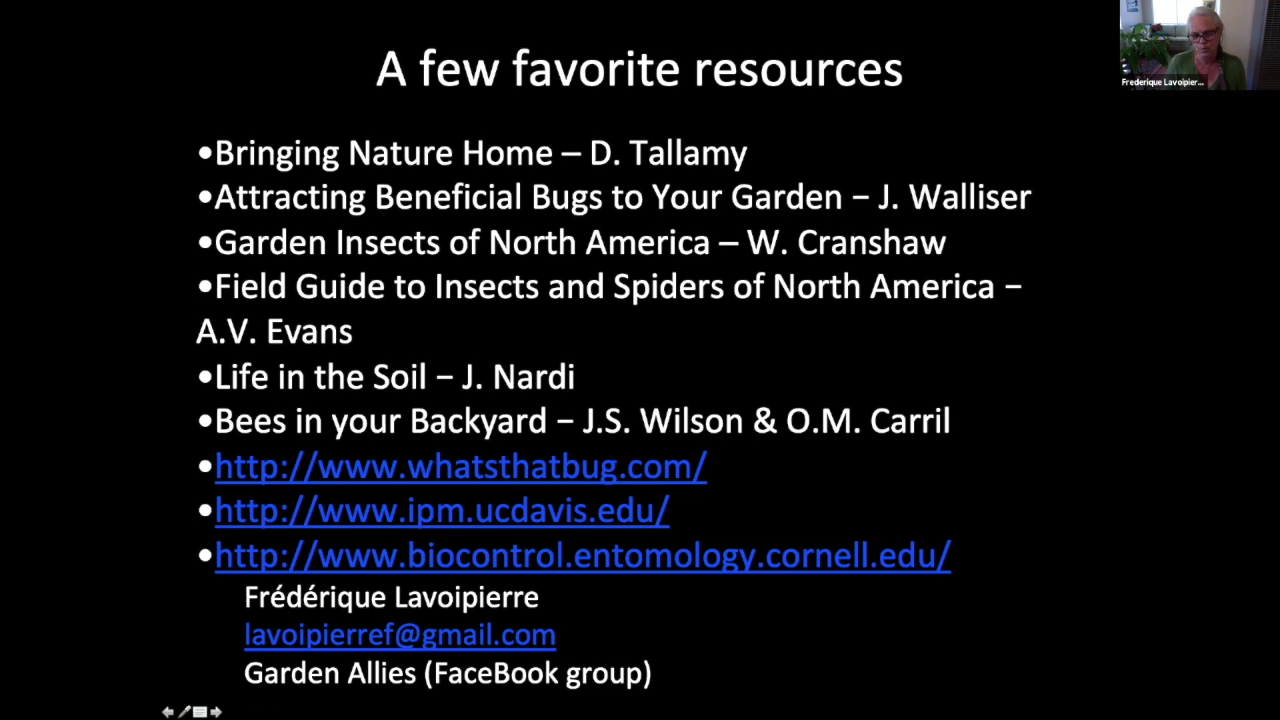 A few favorite resources
Frederique Lavoipier...
•Bringing Nature Home – D. Tallamy
•Attracting Beneficial Bugs to Your Garden – J. Walliser
•Garden Insects of North America – W. Cranshaw
•Field Guide to Insects and Spiders of North America –
A.V. Evans
•Life in the Soil – J. Nardi
•Bees in your Backyard – J.S. Wilson & O.M. Carril
•http://www.whatsthatbug.com/
•http://www.ipm.ucdavis.edu/
•http://www.biocontrol.entomology.cornell.edu/
Frédérique Lavoipierre
lavoipierref@gmail.com
Garden Allies (FaceBook group)